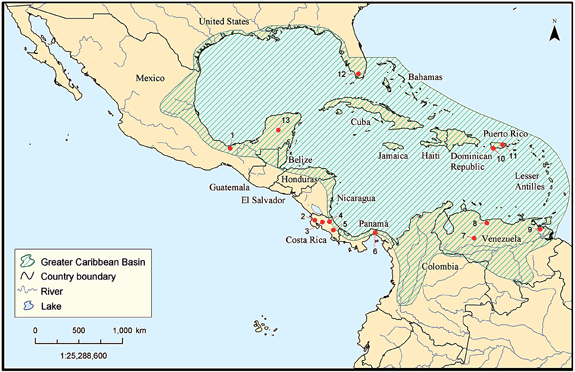 United States
N
12
Bahamas
Mexico
13
Cuba
1
Puerto Rico
Belize
Jamaica
Haiti
Dominican
Republic
10
11
Honduras
Lesser
Antilles
Guatemala
Nicaragua
El Salvador
2
4
Panamá
8
9
3
5
7
Venezuela
Costa Rica
6
Colombia
Greater Caribbean Basin
Country boundary
River
Lake
0 500 1,000 km
1:25,288,600